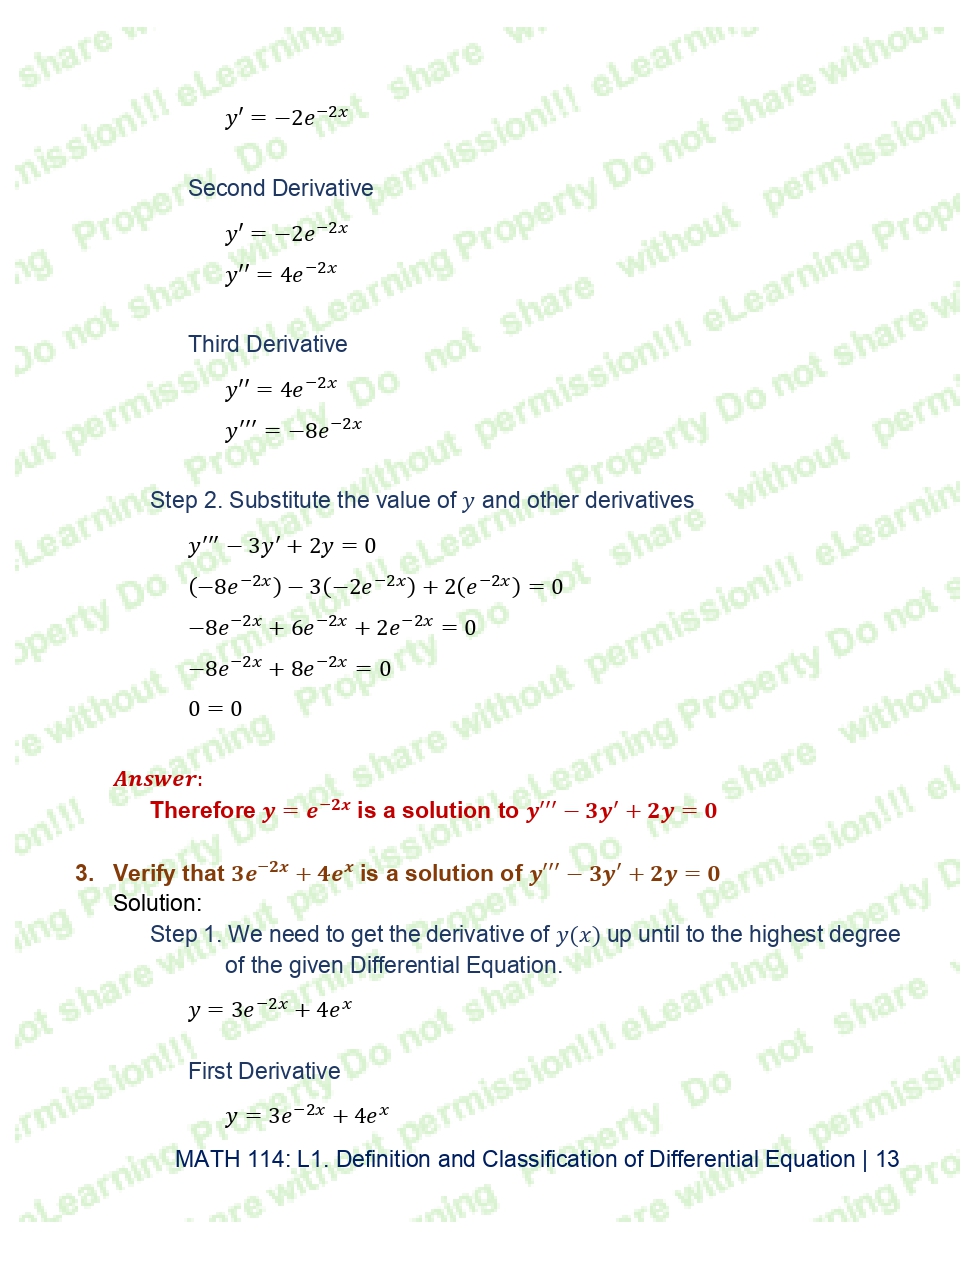 y′ = −2e⁻²ˣ
Second Derivative
y′ = −2e⁻²ˣ
y′′ = 4e⁻²ˣ
Third Derivative
y′′ = 4e⁻²ˣ
y′′′ = −8e⁻²ˣ
Step 2. Substitute the value of y and other derivatives
y′′′ − 3y′ + 2y = 0
(−8e⁻²ˣ) − 3(−2e⁻²ˣ) + 2(e⁻²ˣ) = 0
−8e⁻²ˣ + 6e⁻²ˣ + 2e⁻²ˣ = 0
−8e⁻²ˣ + 8e⁻²ˣ = 0
0 = 0
Answer:
Therefore y = e⁻²ˣ is a solution to y′′′ − 3y′ + 2y = 0
3. Verify that 3e⁻²ˣ + 4eˣ is a solution of y′′′ − 3y′ + 2y = 0
Solution:
Step 1. We need to get the derivative of y(x) up until to the highest degree
of the given Differential Equation.
y = 3e⁻²ˣ + 4eˣ
First Derivative
y = 3e⁻²ˣ + 4eˣ
MATH 114: L1. Definition and Classification of Differential Equation | 13
eLearning Property Do not share without permission!!!